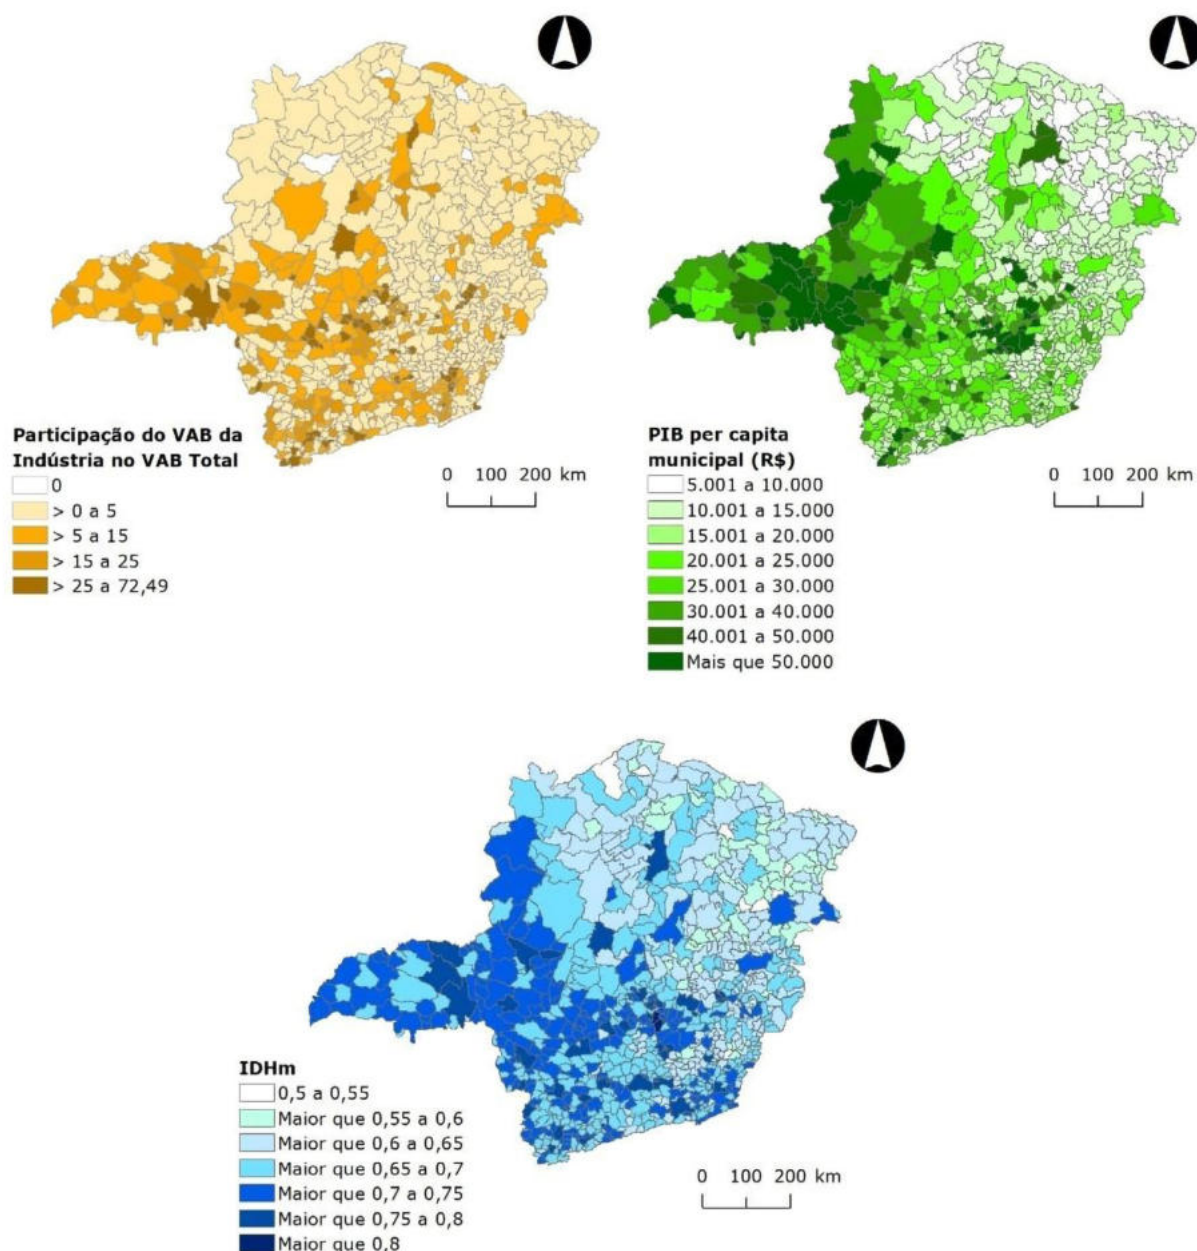 Participação do VAB da
Indústria no VAB Total
0
> 0 a 5
> 5 a 15
> 15 a 25
> 25 a 72,49
0 100 200 km
PIB per capita
municipal (R$)
5.001 a 10.000
10.001 a 15.000
15.001 a 20.000
20.001 a 25.000
25.001 a 30.000
30.001 a 40.000
40.001 a 50.000
Mais que 50.000
0 100 200 km
IDHm
0,5 a 0,55
Maior que 0,55 a 0,6
Maior que 0,6 a 0,65
Maior que 0,65 a 0,7
Maior que 0,7 a 0,75
Maior que 0,75 a 0,8
Maior que 0,8
0 100 200 km